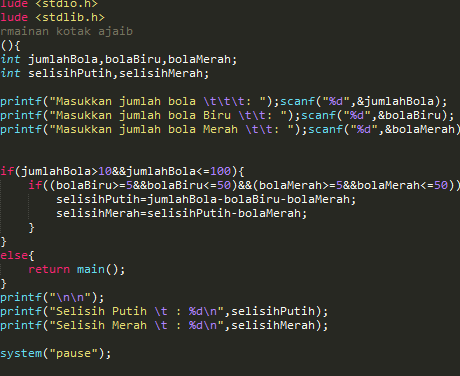 lude <stdio.h>
lude <stdlib.h>
rmainan kotak ajaib
(){
int jumlahBola,bolaBiru,bolaMerah;
int selisihPutih,selisihMerah;
printf("Masukkan jumlah bola \t\t\t: ");scanf("%d",&jumlahBola);
printf("Masukkan jumlah bola Biru \t\t: ");scanf("%d",&bolaBiru);
printf("Masukkan jumlah bola Merah \t\t: ");scanf("%d",&bolaMerah)
if(jumlahBola>10&&jumlahBola<=100){
if((bolaBiru>=5&&bolaBiru<=50)&&(bolaMerah>=5&&bolaMerah<=50))
selisihPutih=jumlahBola-bolaBiru-bolaMerah;
selisihMerah=selisihPutih-bolaMerah;
}
}
else{
return main();
}
printf("\n\n");
printf("Selisih Putih \t : %d\n",selisihPutih);
printf("Selisih Merah \t : %d\n",selisihMerah);
system("pause");